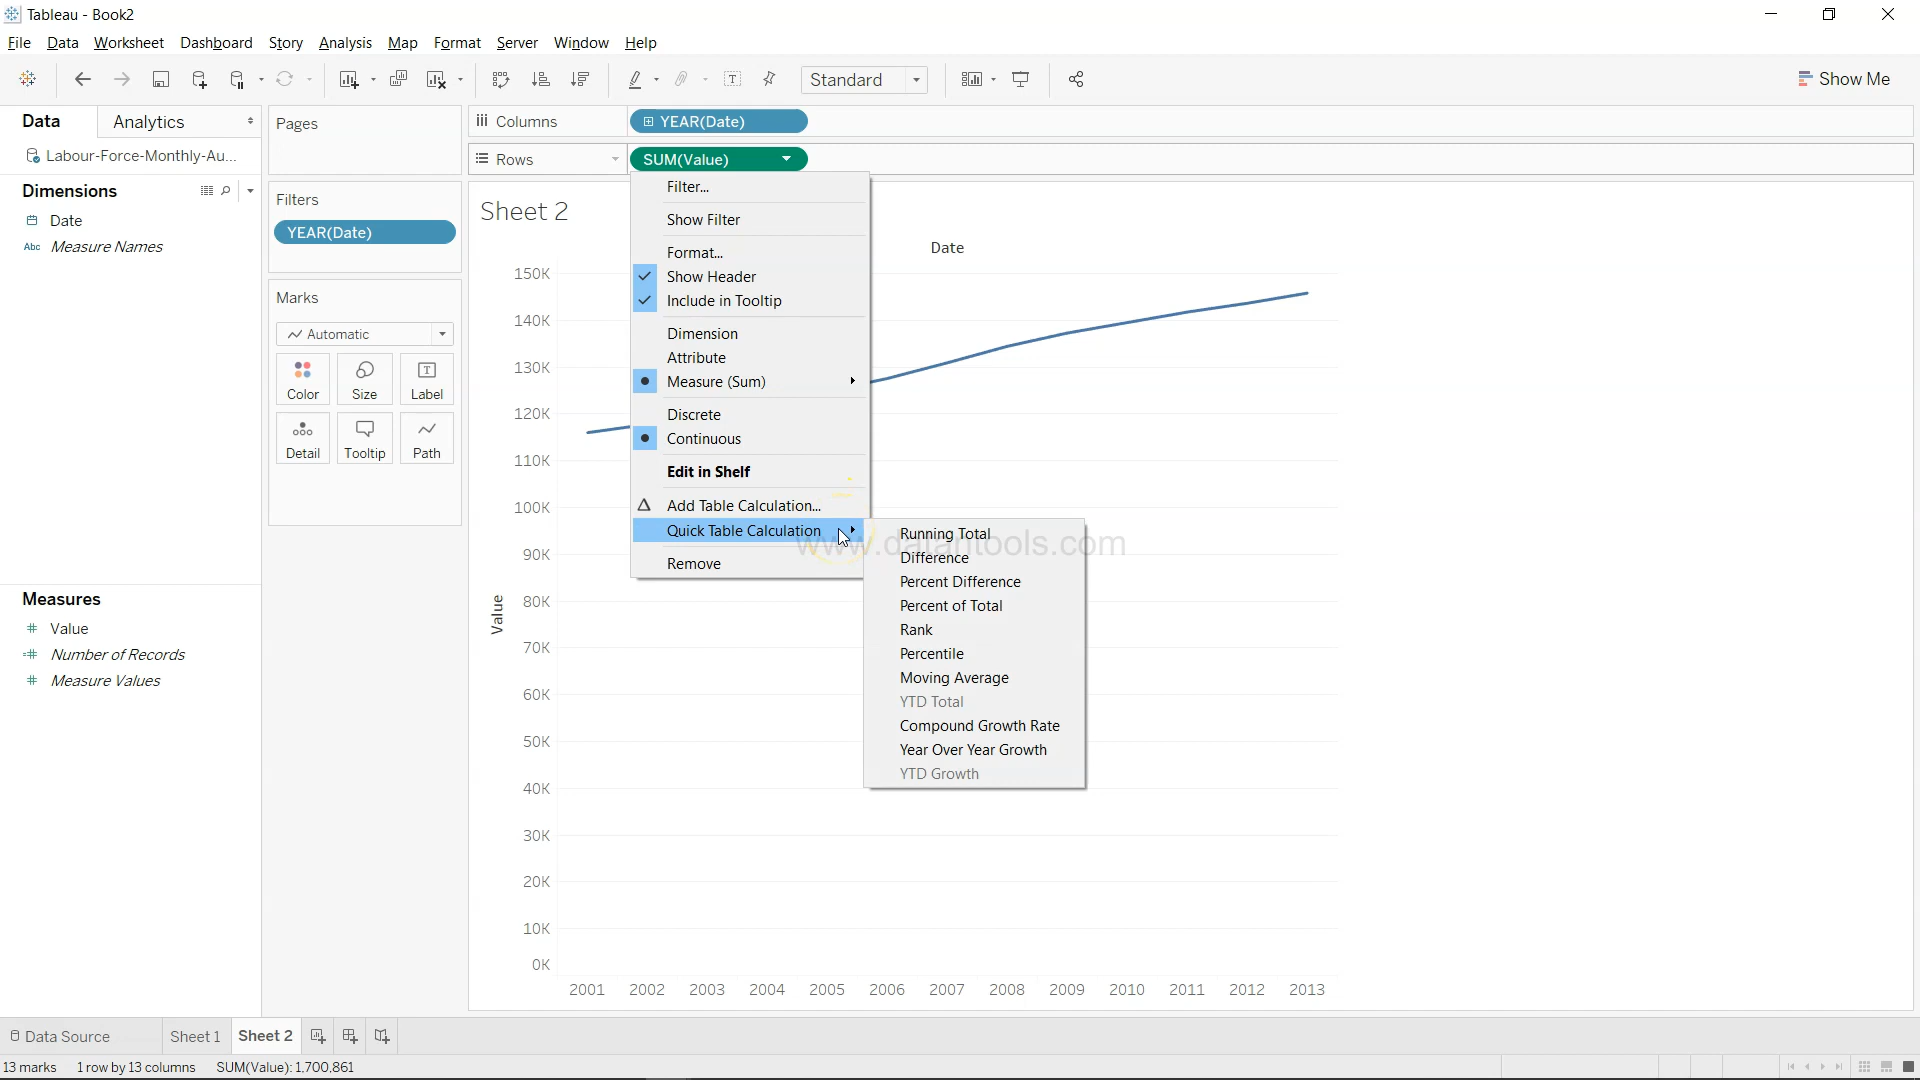 Tableau - Book2
File Data Worksheet Dashboard Story Analysis Map Format Server Window Help
Standard
Show Me
Data
Analytics
Labour-Force-Monthly-Au...
Dimensions
Date
Abc Measure Names
Measures
Value
Number of Records
Measure Values
Pages
Filters
YEAR(Date)
Marks
Automatic
Color Size Label
Detail Tooltip Path
Columns YEAR(Date)
Rows SUM(Value)
Sheet 2
Date
150K
140K
130K
120K
110K
100K
90K
80K
70K
60K
50K
40K
30K
20K
10K
0K
Value
2001 2002 2003 2004 2005 2006 2007 2008 2009 2010 2011 2012 2013
Filter...
Show Filter
Format...
Show Header
Include in Tooltip
Dimension
Attribute
Measure (Sum)
Discrete
Continuous
Edit in Shelf
Add Table Calculation...
Quick Table Calculation
Remove
Running Total
Difference
Percent Difference
Percent of Total
Rank
Percentile
Moving Average
YTD Total
Compound Growth Rate
Year Over Year Growth
YTD Growth
www.datantools.com
Data Source Sheet 1 Sheet 2
13 marks 1 row by 13 columns SUM(Value): 1,700,861